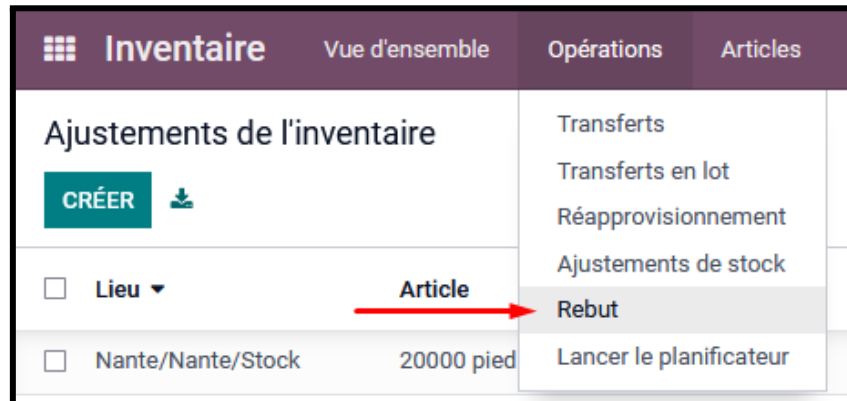 Inventaire Vue d'ensemble Opérations Articles
Ajustements de l'inventaire
CRÉER
Transferts
Transferts en lot
Réapprovisionnement
Ajustements de stock
Lieu Article
Rebut
Nante/Nante/Stock 20000 pied
Lancer le planificateur